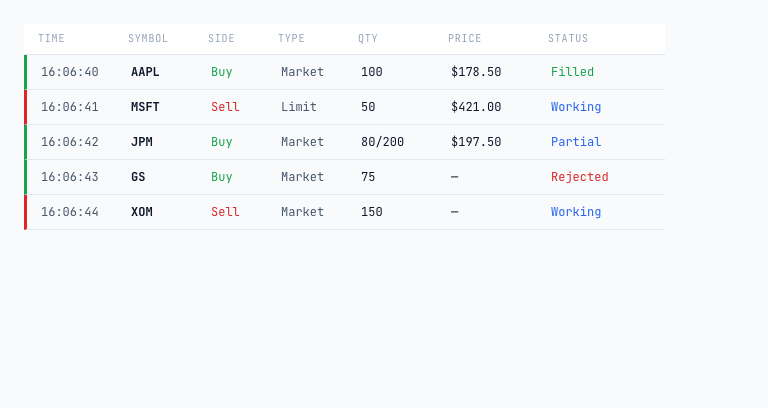 TIME SYMBOL SIDE TYPE QTY PRICE STATUS
16:06:40 AAPL Buy Market 100 $178.50 Filled
16:06:41 MSFT Sell Limit 50 $421.00 Working
16:06:42 JPM Buy Market 80/200 $197.50 Partial
16:06:43 GS Buy Market 75 — Rejected
16:06:44 XOM Sell Market 150 — Working